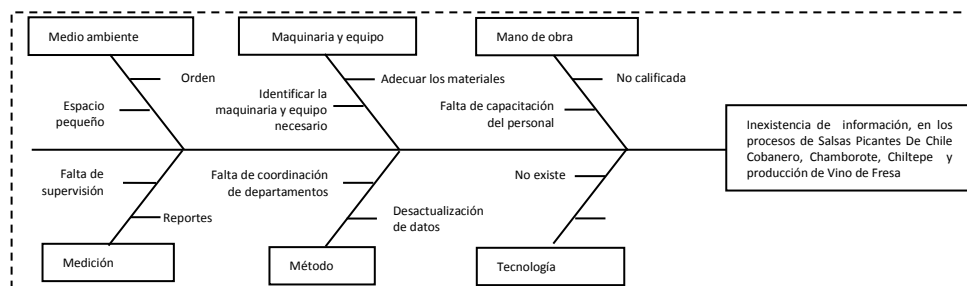 Medio ambiente
Maquinaria y equipo
Mano de obra
Orden
Espacio
pequeño
Adecuar los materiales
Identificar la
maquinaria y equipo
necesario
No calificada
Falta de capacitación
del personal
Inexistencia de información, en los
procesos de Salsas Picantes De Chile
Cobanero, Chamborote, Chiltepe y
producción de Vino de Fresa
Falta de
supervisión
Reportes
Falta de coordinación
de departamentos
Desactualización
de datos
No existe
Medición
Método
Tecnología